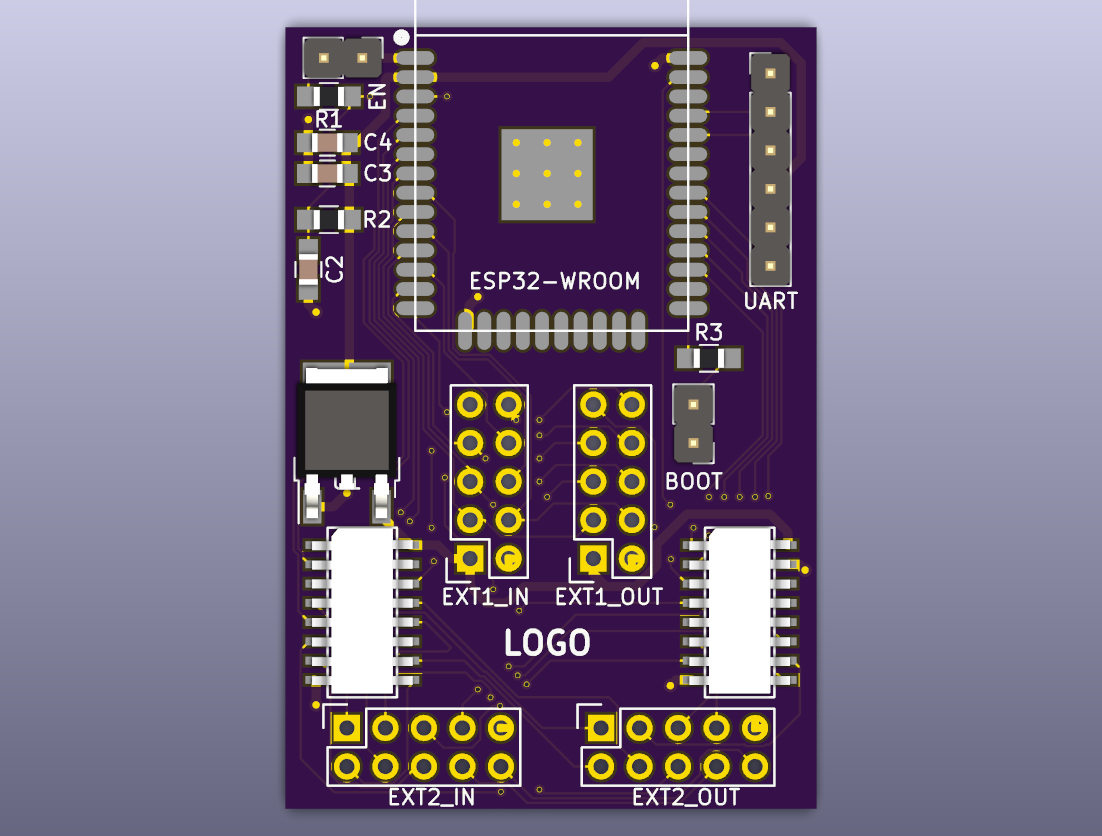 EN
R1
C4
C3
R2
C2
ESP32-WROOM
UART
R3
BOOT
EXT1_IN
EXT1_OUT
LOGO
EXT2_IN
EXT2_OUT